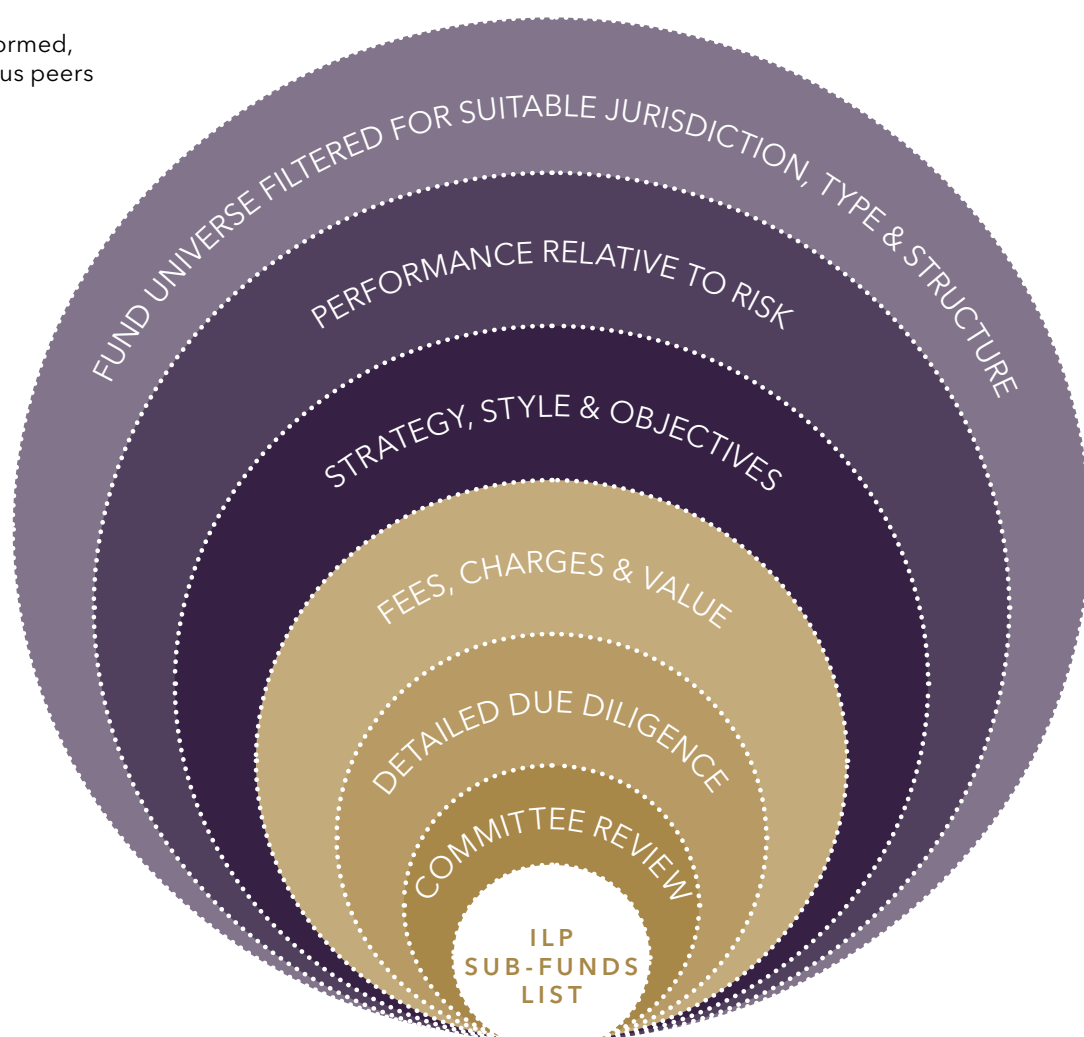 us peers
FUND UNIVERSE FILTERED FOR SUITABLE JURISDICTION, TYPE & STRUCTURE
PERFORMANCE RELATIVE TO RISK
STRATEGY, STYLE & OBJECTIVES
FEES, CHARGES & VALUE
DETAILED DUE DILIGENCE
COMMITTEE REVIEW
ILP
SUB-FUNDS
LIST